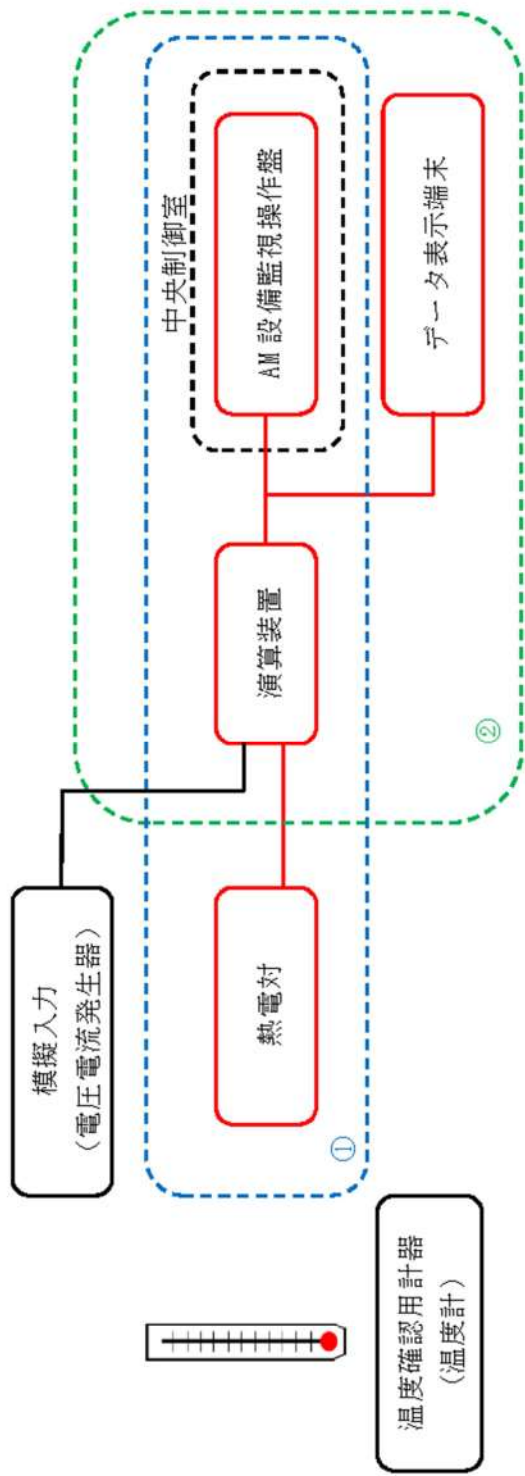 模擬入力
(電圧電流発生器)
中央制御室
熱電対
演算装置
AM 設備監視操作盤
①
温度確認用計器
(温度計)
データ表示端末
②